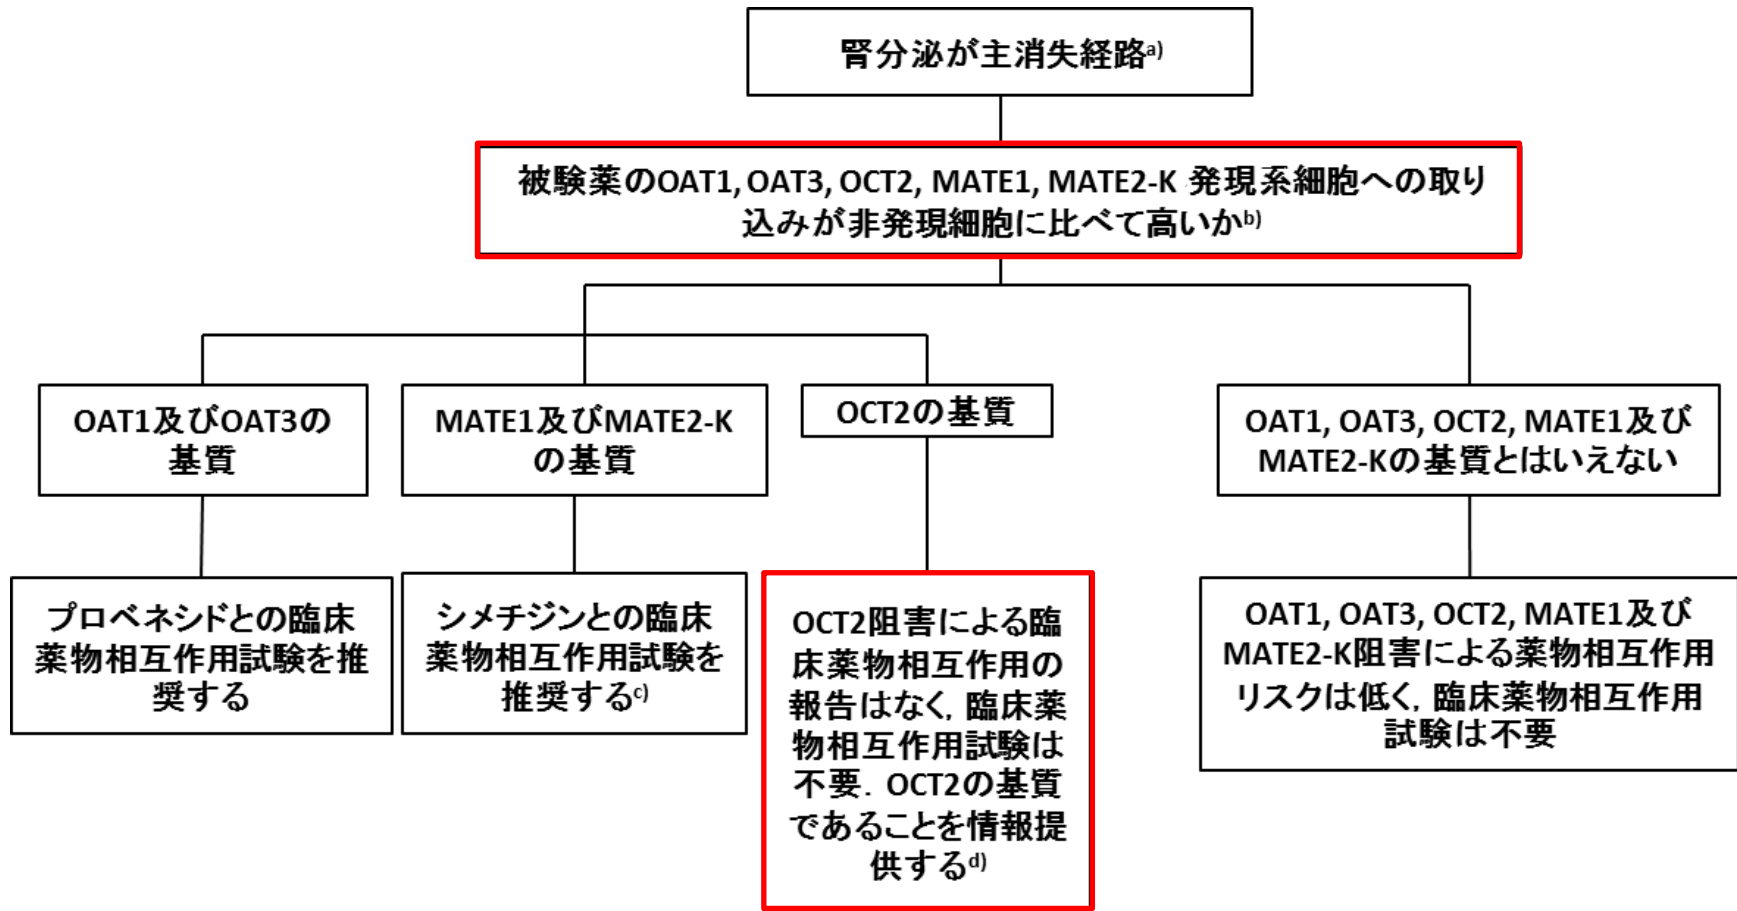 腎分泌が主消失経路a)
被験薬のOAT1, OAT3, OCT2, MATE1, MATE2-K 発現系細胞への取り
込みが非発現細胞に比べて高いかb)
OAT1及びOAT3の
基質
MATE1及びMATE2-K
の基質
OCT2の基質
OAT1, OAT3, OCT2, MATE1及び
MATE2-Kの基質とはいえない
プロベネシドとの臨床
薬物相互作用試験を推
奨する
シメチジンとの臨床
薬物相互作用試験を
推奨するc)
OCT2阻害による臨
床薬物相互作用の
報告はなく, 臨床薬
物相互作用試験は
不要. OCT2の基質
であることを情報提
供するd)
OAT1, OAT3, OCT2, MATE1及び
MATE2-K阻害による薬物相互作用
リスクは低く, 臨床薬物相互作用
試験は不要